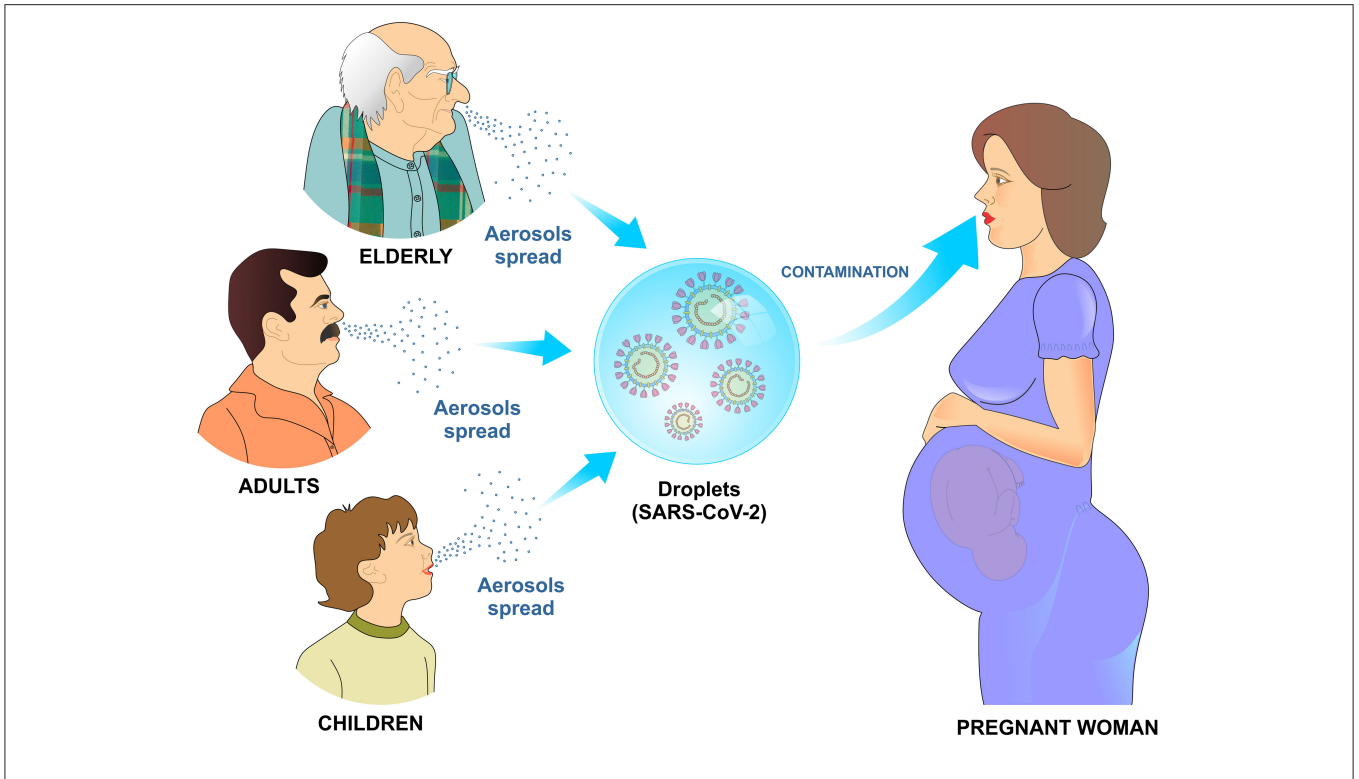 ELDERLY
Aerosols
spread
ADULTS
Aerosols
spread
CHILDREN
Aerosols
spread
Droplets
(SARS-CoV-2)
CONTAMINATION
PREGNANT WOMAN